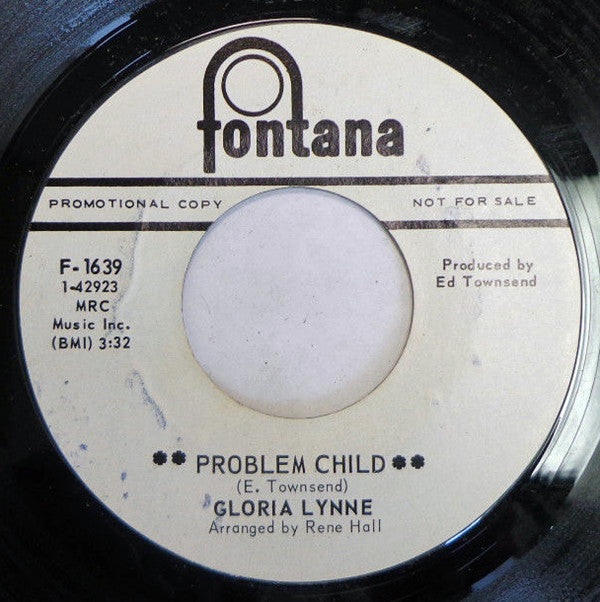 fontana
PROMOTIONAL COPY NOT FOR SALE
F-1639
1-42923
MRC
Music Inc.
(BMI) 3:32
Produced by
Ed Townsend
** PROBLEM CHILD **
(E. Townsend)
GLORIA LYNNE
Arranged by Rene Hall